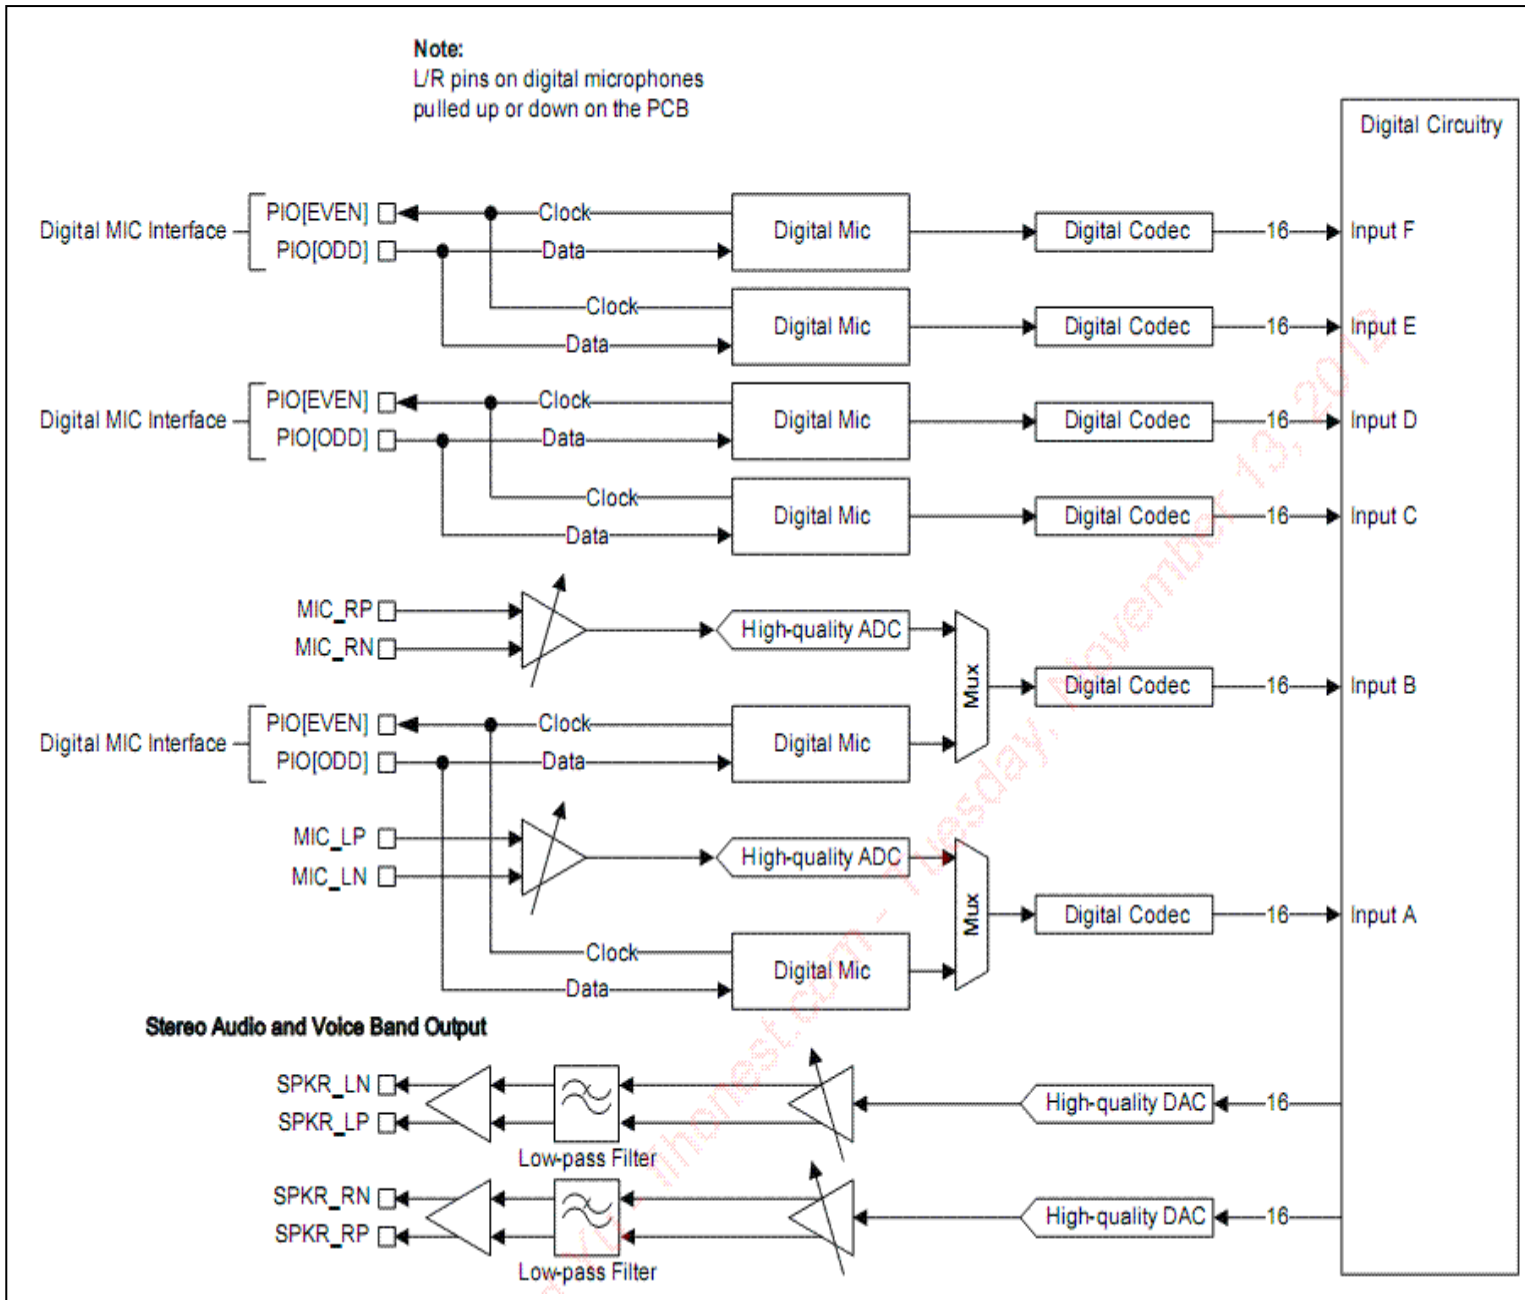 Note:
L/R pins on digital microphones
pulled up or down on the PCB
Digital Circuitry
Digital MIC Interface
PIO[EVEN]
Clock
Digital Mic
Digital Codec
16
Input F
PIO[ODD]
Data
Clock
Digital Mic
Digital Codec
16
Input E
Data
Digital MIC Interface
PIO[EVEN]
Clock
Digital Mic
Digital Codec
16
Input D
PIO[ODD]
Data
Clock
Digital Mic
Digital Codec
16
Input C
Data
MIC_RP
MIC_RN
High-quality ADC
Mux
Digital Codec
16
Input B
Digital MIC Interface
PIO[EVEN]
Clock
Digital Mic
PIO[ODD]
Data
MIC_LP
MIC_LN
High-quality ADC
Mux
Digital Codec
16
Input A
Clock
Digital Mic
Data
Stereo Audio and Voice Band Output
SPKR_LN
SPKR_LP
Low-pass Filter
High-quality DAC
16
SPKR_RN
SPKR_RP
Low-pass Filter
High-quality DAC
16
Tuesday, November 13, 2012